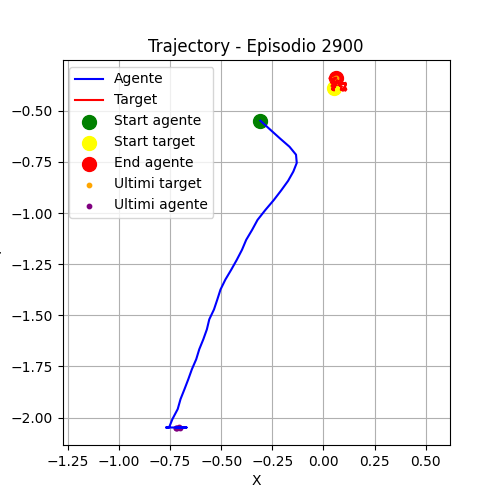 Trajectory - Episodio 2900
Agente
Target
Start agente
Start target
End agente
Ultimi target
Ultimi agente
−0.50
−0.75
−1.00
−1.25
−1.50
−1.75
−2.00
−1.25 −1.00 −0.75 −0.50 −0.25 0.00 0.25 0.50
X